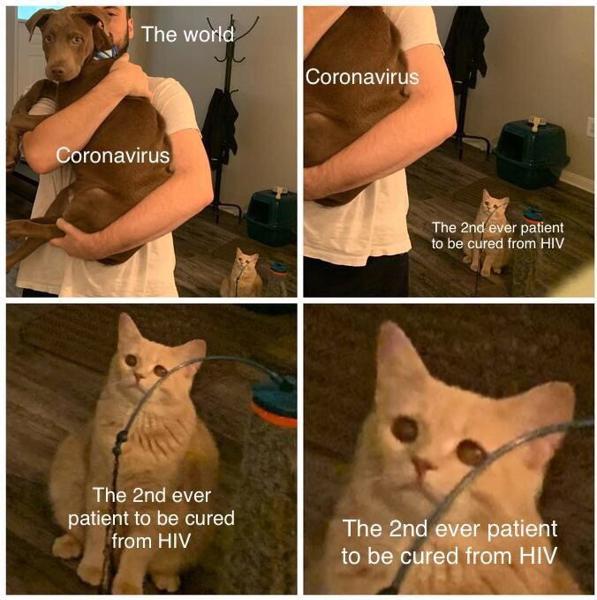 The world
Coronavirus
Coronavirus
The 2nd ever patient
to be cured from HIV
The 2nd ever
patient to be cured
from HIV
The 2nd ever patient
to be cured from HIV